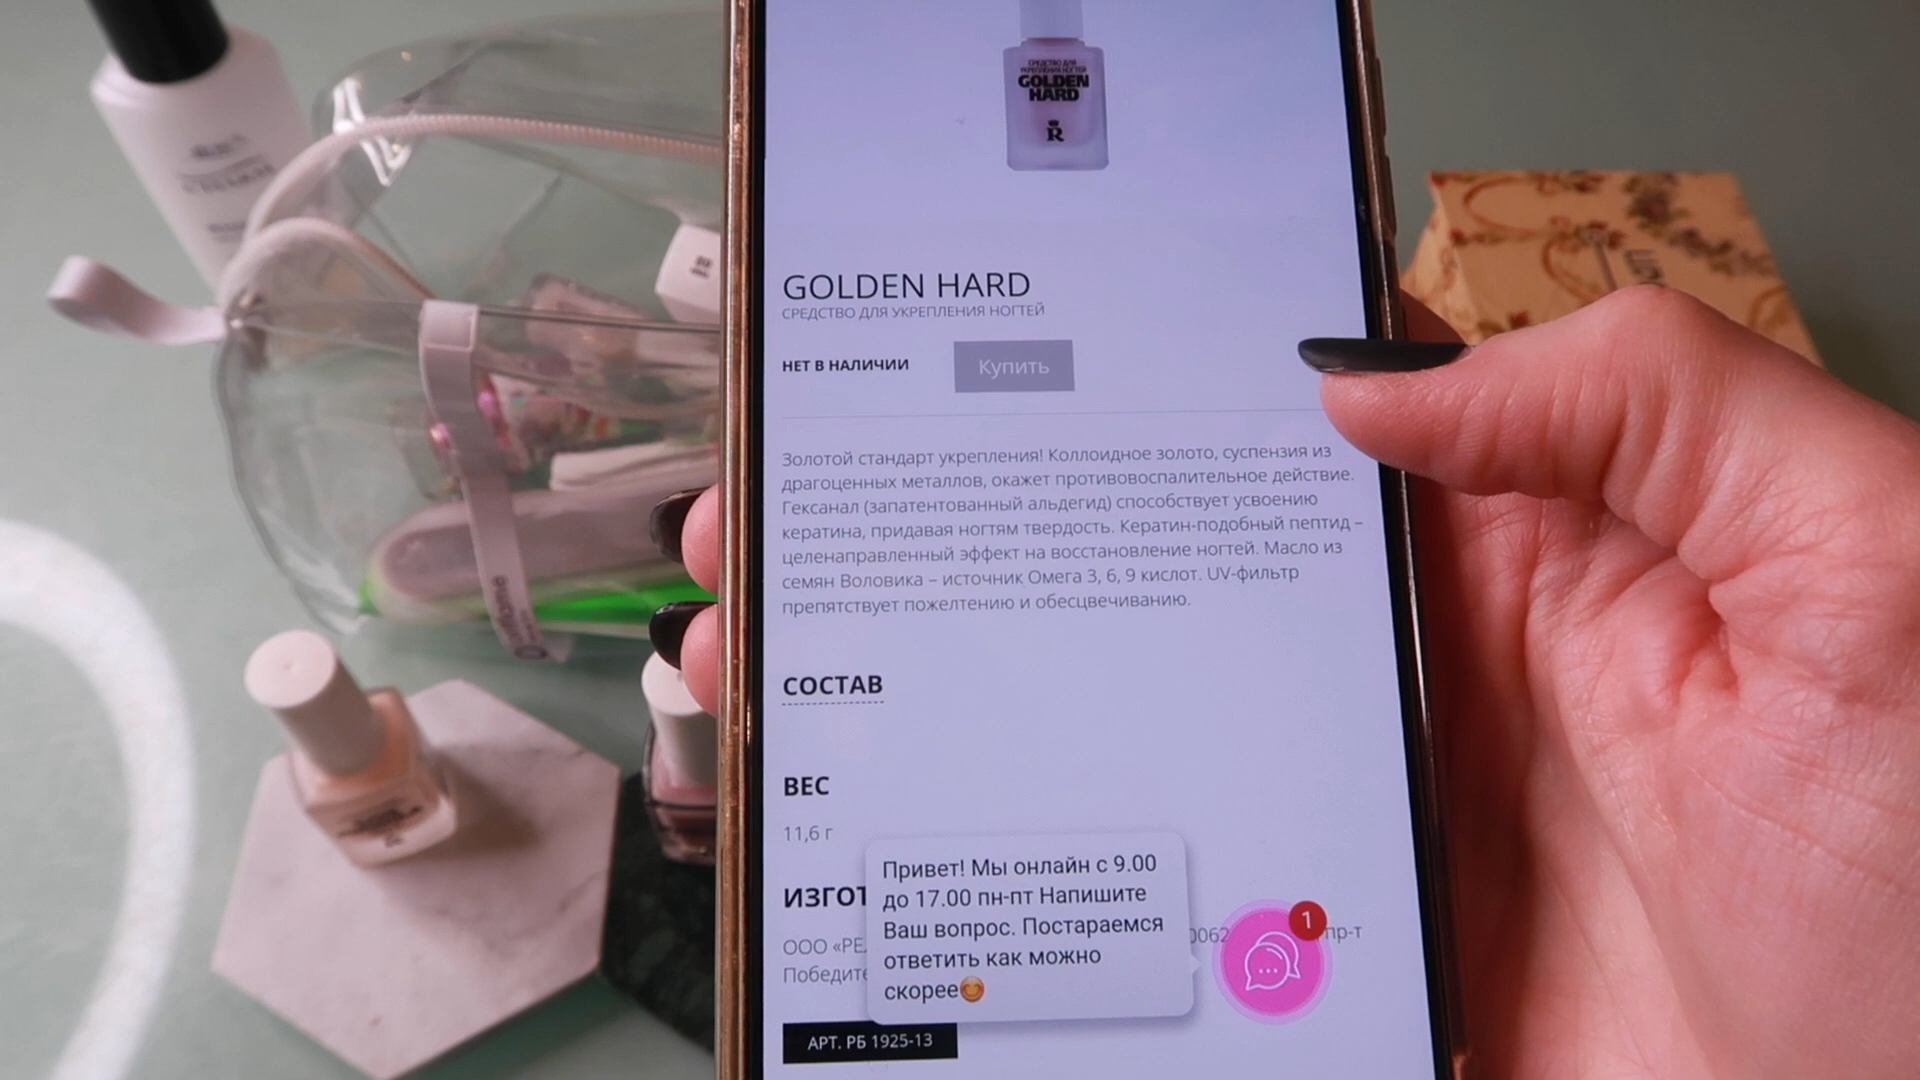 СРЕДСТВО ДЛЯ
УКРЕПЛЕНИЯ НОГТЕЙ
GOLDEN
HARD
R
GOLDEN HARD
СРЕДСТВО ДЛЯ УКРЕПЛЕНИЯ НОГТЕЙ
НЕТ В НАЛИЧИИ
Купить
Золотой стандарт укрепления! Коллоидное золото, суспензия из
драгоценных металлов, окажет противовоспалительное действие.
Гексанал (запатентованный альдегид) способствует усвоению
кератина, придавая ногтям твердость. Кератин-подобный пептид –
целенаправленный эффект на восстановление ногтей. Масло из
семян Воловика – источник Омега 3, 6, 9 кислот. UV-фильтр
препятствует пожелтению и обесцвечиванию.
СОСТАВ
ВЕС
11,6 г
ИЗГОТ
ООО «РЕ
0062
пр-т
Победите
Привет! Мы онлайн с 9.00
до 17.00 пн-пт Напишите
Ваш вопрос. Постараемся
ответить как можно
скорее😊
1
АРТ. РБ 1925-13